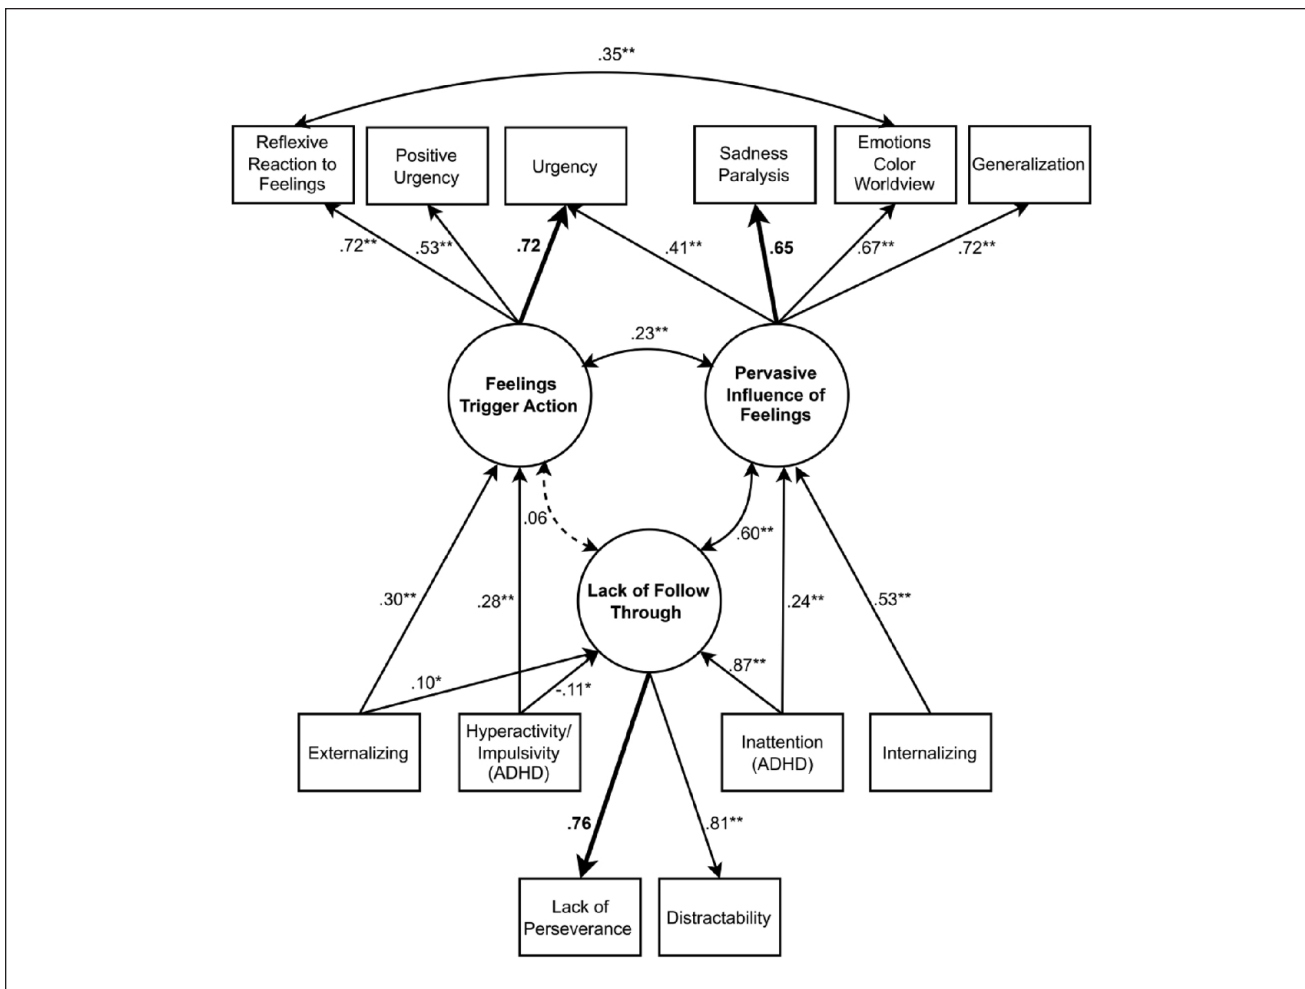 .35**
Reflexive
Reaction to
Feelings
Positive
Urgency
Urgency
Sadness
Paralysis
Emotions
Color
Worldview
Generalization
.72**
.53**
.72
.41**
.65
.67**
.72**
.23**
Feelings
Trigger Action
Pervasive
Influence of
Feelings
.06
.60**
Lack of Follow
Through
.30**
.28**
.24**
.53**
.10*
-.11*
.87**
Externalizing
Hyperactivity/
Impulsivity
(ADHD)
Inattention
(ADHD)
Internalizing
.76
.81**
Lack of
Perseverance
Distractability